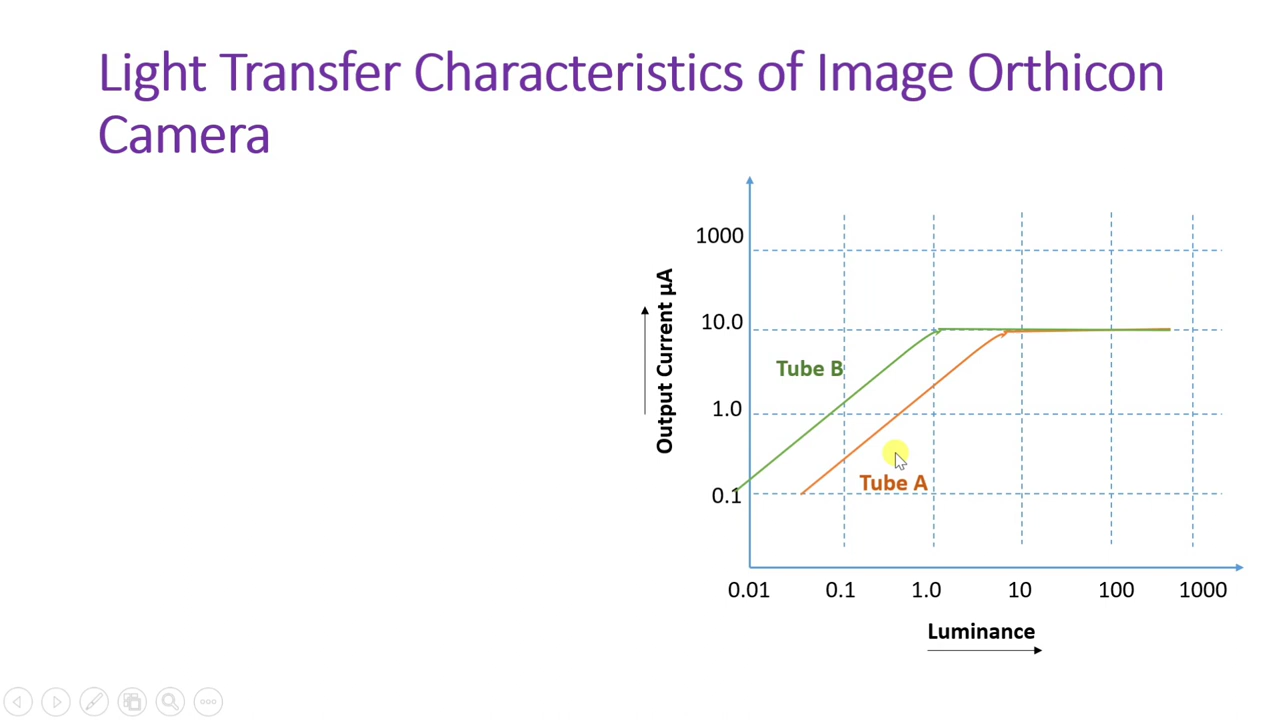 Light Transfer Characteristics of Image Orthicon
Camera
1000
10.0
1.0
0.1
Output Current µA
Tube B
Tube A
0.01 0.1 1.0 10 100 1000
Luminance